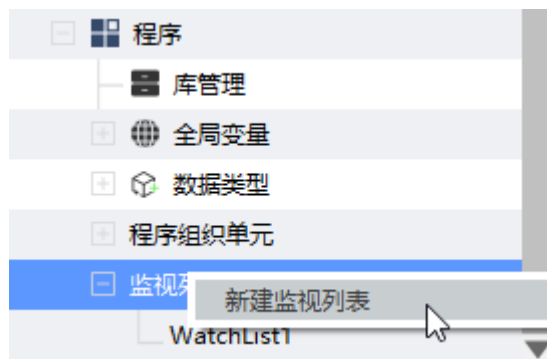 程序
库管理
全局变量
数据类型
程序组织单元
监视列
新建监视列表
WatchList1